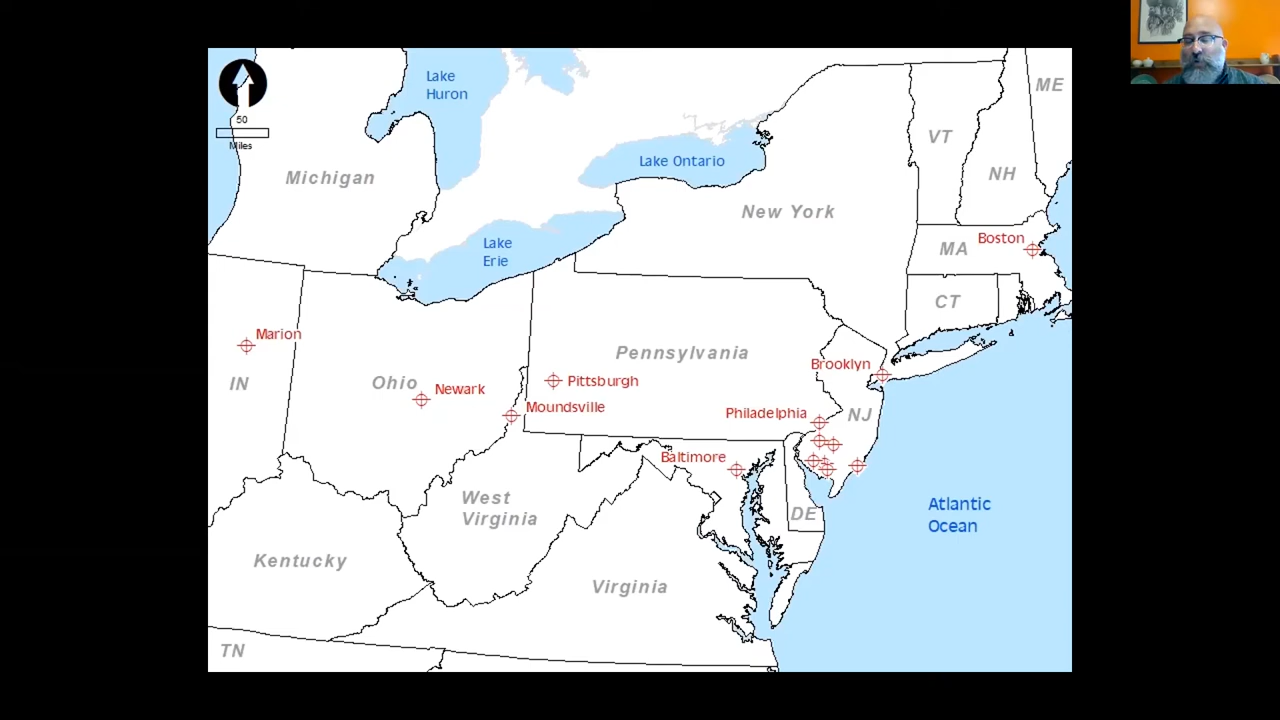 Lake
Huron
ME
50
Miles
VT
Lake Ontario
Michigan
NH
New York
Boston
MA
Lake
Erie
CT
Marion
Pennsylvania
Brooklyn
IN
Ohio
Newark
Pittsburgh
Moundsville
Philadelphia
NJ
Baltimore
West
Virginia
DE
Atlantic
Ocean
Kentucky
Virginia
TN